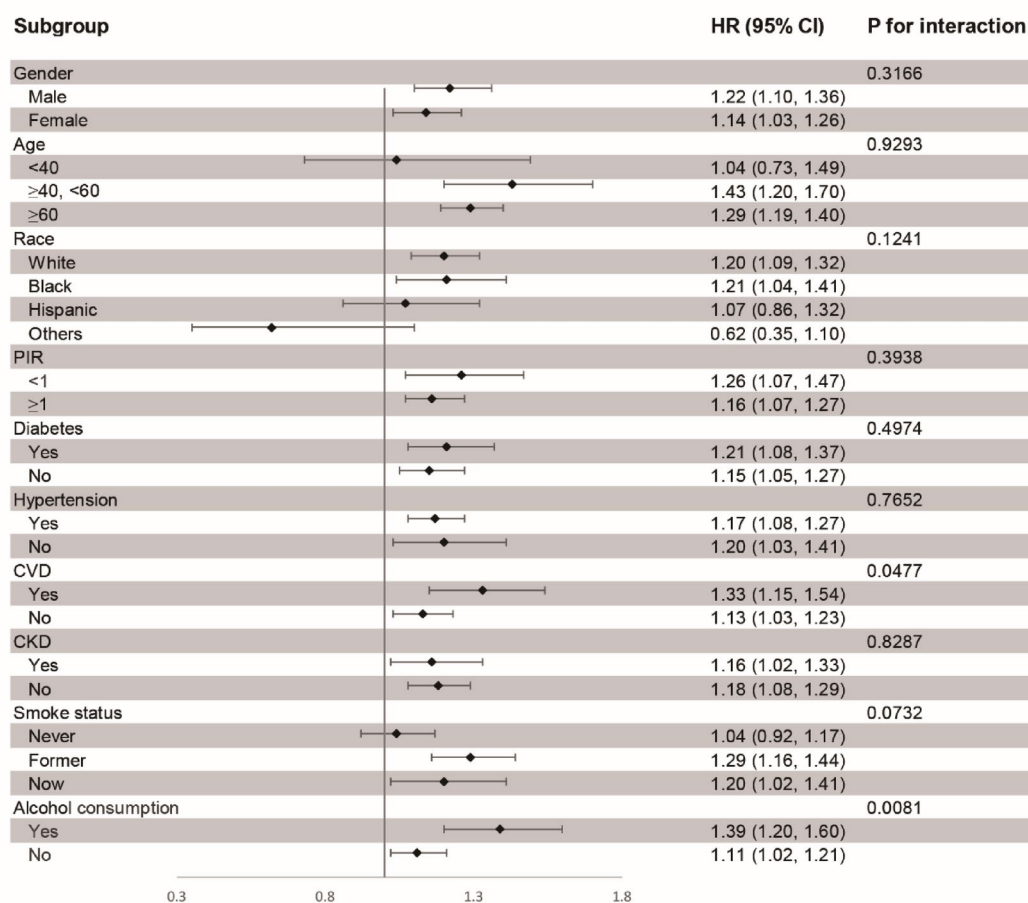 Subgroup HR (95% CI) P for interaction
Gender 0.3166
Male 1.22 (1.10, 1.36)
Female 1.14 (1.03, 1.26)
Age 0.9293
<40 1.04 (0.73, 1.49)
≥40, <60 1.43 (1.20, 1.70)
≥60 1.29 (1.19, 1.40)
Race 0.1241
White 1.20 (1.09, 1.32)
Black 1.21 (1.04, 1.41)
Hispanic 1.07 (0.86, 1.32)
Others 0.62 (0.35, 1.10)
PIR 0.3938
<1 1.26 (1.07, 1.47)
≥1 1.16 (1.07, 1.27)
Diabetes 0.4974
Yes 1.21 (1.08, 1.37)
No 1.15 (1.05, 1.27)
Hypertension 0.7652
Yes 1.17 (1.08, 1.27)
No 1.20 (1.03, 1.41)
CVD 0.0477
Yes 1.33 (1.15, 1.54)
No 1.13 (1.03, 1.23)
CKD 0.8287
Yes 1.16 (1.02, 1.33)
No 1.18 (1.08, 1.29)
Smoke status 0.0732
Never 1.04 (0.92, 1.17)
Former 1.29 (1.16, 1.44)
Now 1.20 (1.02, 1.41)
Alcohol consumption 0.0081
Yes 1.39 (1.20, 1.60)
No 1.11 (1.02, 1.21)
0.3 0.8 1.3 1.8